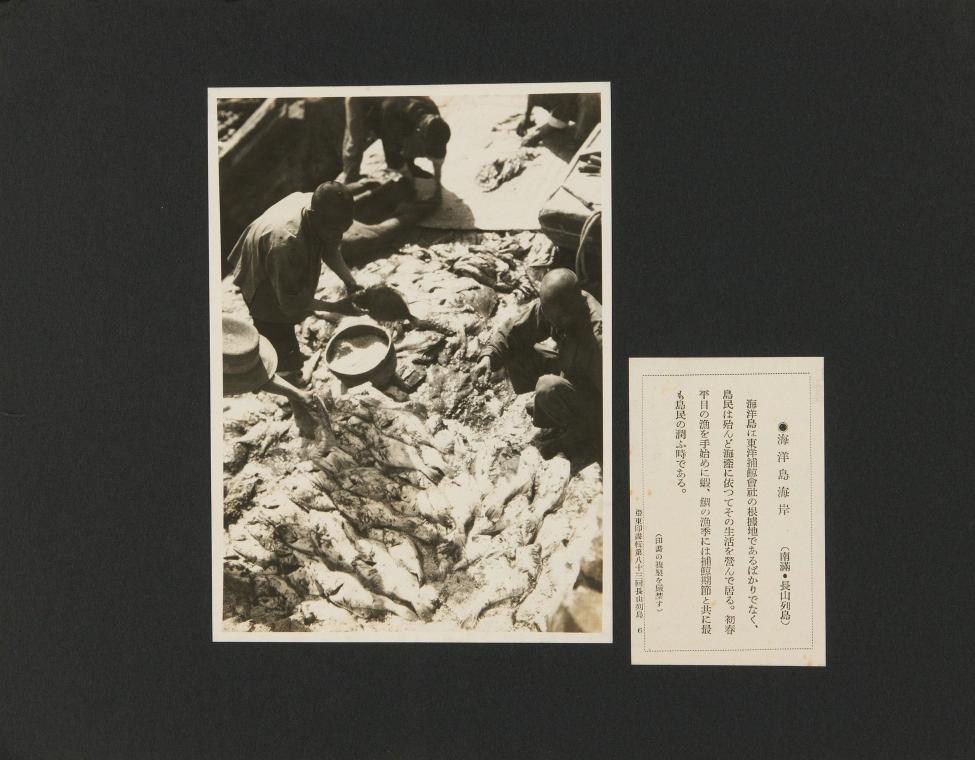 ●海洋島海岸 (南滿・長山列島)
海洋島は東洋捕鯨會社の根據地であるばかりでなく、
島民は殆んど海產に依つてその生活を營んで居る。初春
平目の漁を手始めに蝦、鯛の漁季には捕鯨期節と共に最
も島民の潤ふ時である。
(印畫の複製を嚴禁す)
亞東印畫輯第八十三回長山列島 6